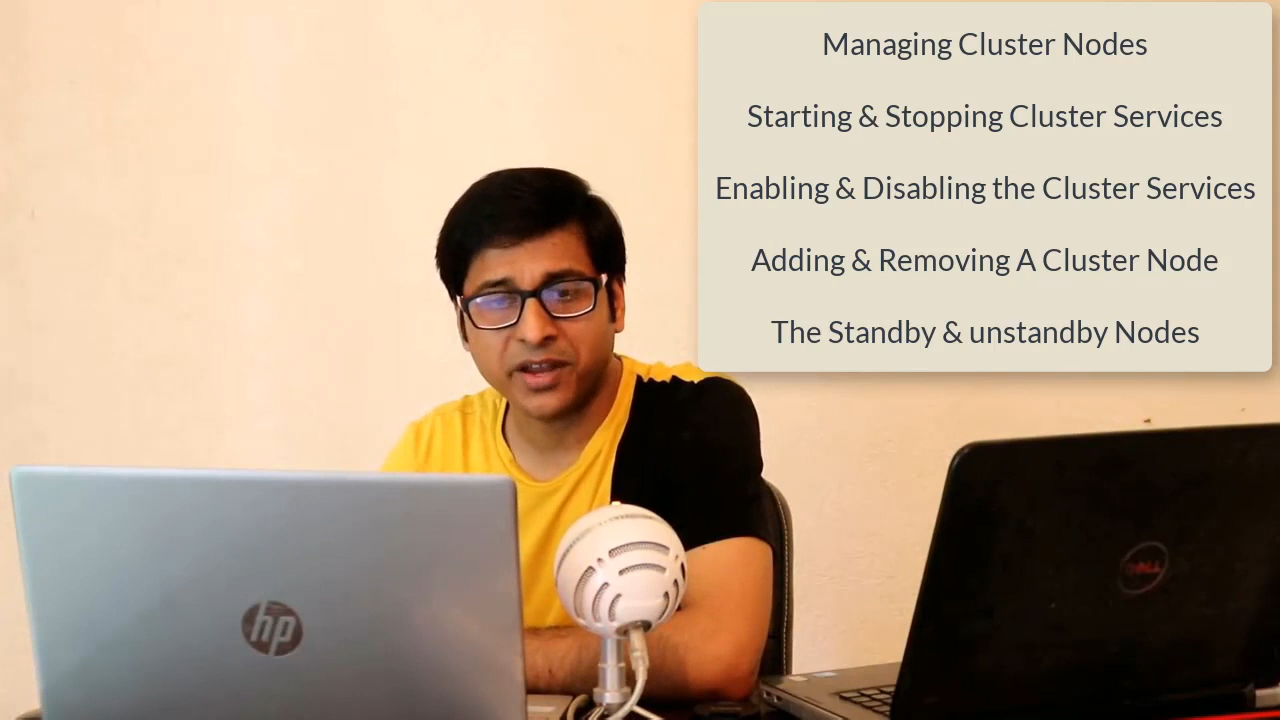 Managing Cluster Nodes
Starting & Stopping Cluster Services
Enabling & Disabling the Cluster Services
Adding & Removing A Cluster Node
The Standby & unstandby Nodes
hp
DELL